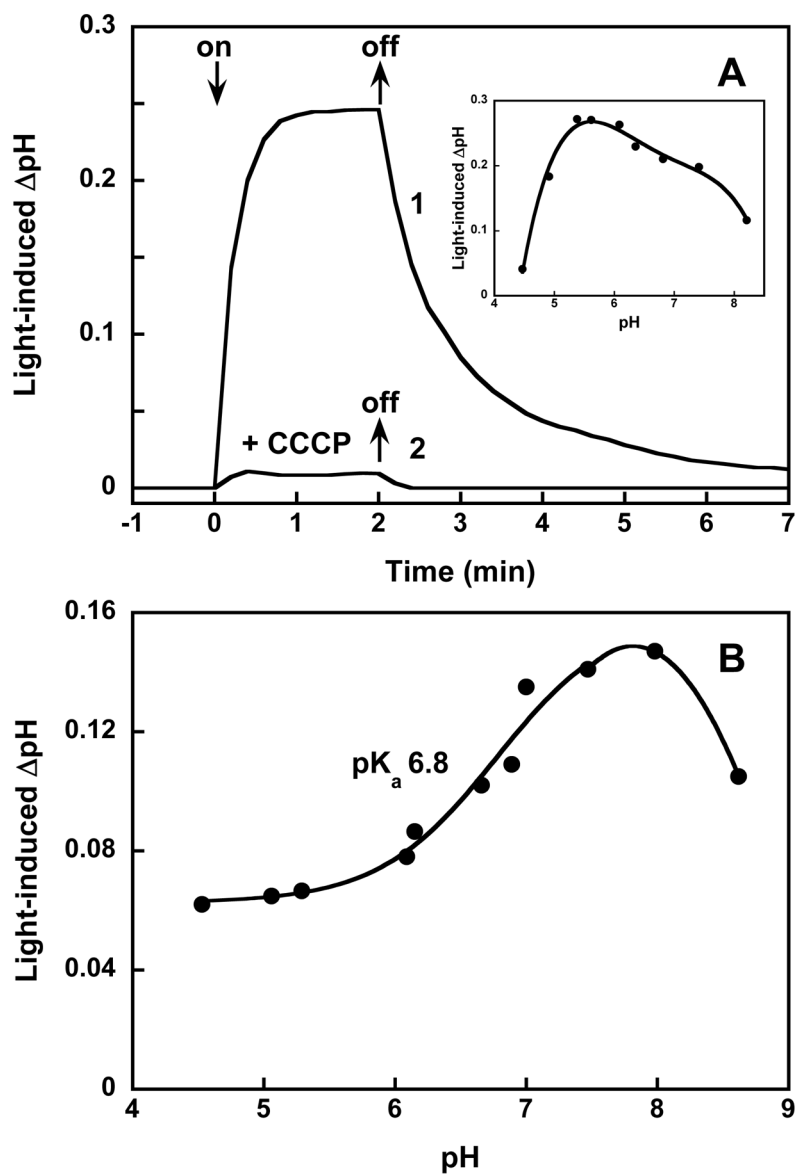 0.3
on
off
A
0.3
Light-induced ΔpH
0.2
0.1
0
4
5
6
7
8
pH
Light-induced ΔpH
0.2
1
0.1
off
+ CCCP
2
0
-1
0
1
2
3
4
5
6
7
Time (min)
0.16
B
Light-induced ΔpH
0.12
pKa 6.8
0.08
0.04
0
4
5
6
7
8
9
pH